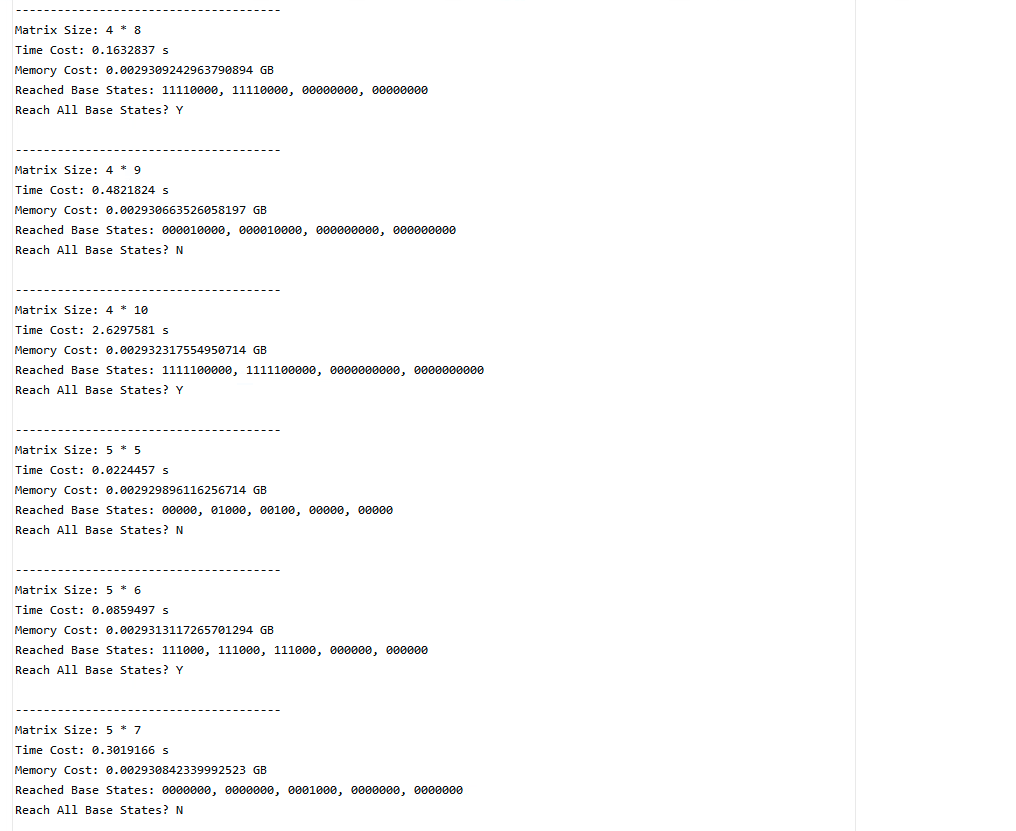 --------------------------------------
Matrix Size: 4 * 8
Time Cost: 0.1632837 s
Memory Cost: 0.0029309242963790894 GB
Reached Base States: 11110000, 11110000, 00000000, 00000000
Reach All Base States? Y
--------------------------------------
Matrix Size: 4 * 9
Time Cost: 0.4821824 s
Memory Cost: 0.002930663526058197 GB
Reached Base States: 000010000, 000010000, 000000000, 000000000
Reach All Base States? N
--------------------------------------
Matrix Size: 4 * 10
Time Cost: 2.6297581 s
Memory Cost: 0.002932317554950714 GB
Reached Base States: 1111100000, 1111100000, 0000000000, 0000000000
Reach All Base States? Y
--------------------------------------
Matrix Size: 5 * 5
Time Cost: 0.0224457 s
Memory Cost: 0.002929896116256714 GB
Reached Base States: 00000, 01000, 00100, 00000, 00000
Reach All Base States? N
--------------------------------------
Matrix Size: 5 * 6
Time Cost: 0.0859497 s
Memory Cost: 0.0029313117265701294 GB
Reached Base States: 111000, 111000, 111000, 000000, 000000
Reach All Base States? Y
--------------------------------------
Matrix Size: 5 * 7
Time Cost: 0.3019166 s
Memory Cost: 0.002930842339992523 GB
Reached Base States: 0000000, 0000000, 0001000, 0000000, 0000000
Reach All Base States? N